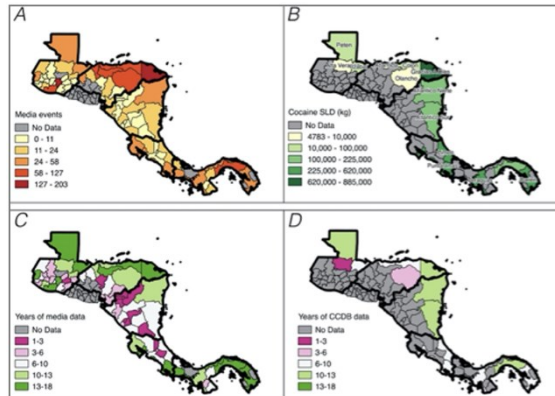 A
Media events
No Data
0 - 11
11 - 24
24 - 58
58 - 127
127 - 203
B
Peten
Olancho
Cocaine SLD (kg)
No Data
4783 - 10,000
10,000 - 100,000
100,000 - 225,000
225,000 - 620,000
620,000 - 885,000
C
Years of media data
No Data
1-3
3-6
6-10
10-13
13-18
D
Years of CCDB data
No Data
1-3
3-6
6-10
10-13
13-18